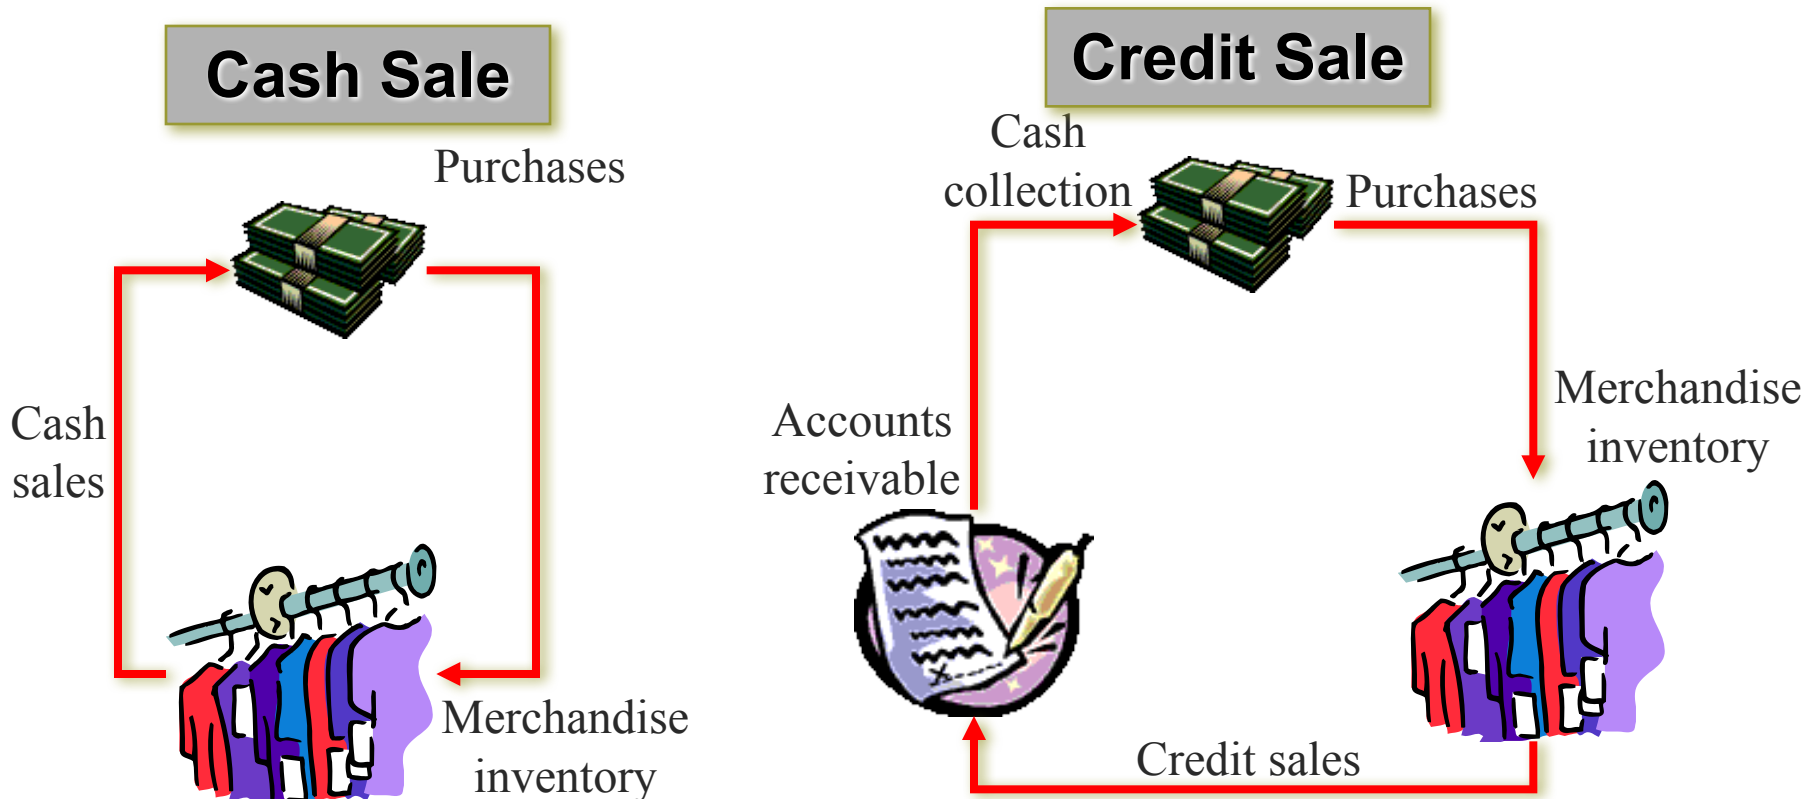 Cash Sale
Purchases
Cash
sales
Merchandise
inventory
Credit Sale
Cash
collection
Purchases
Merchandise
inventory
Accounts
receivable
Credit sales